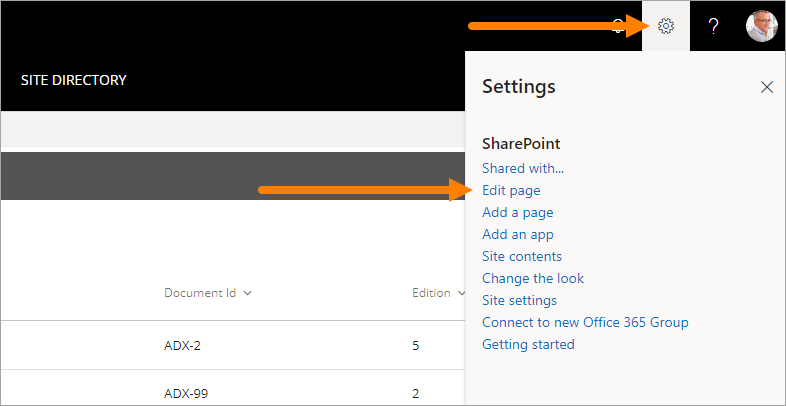 ?
SITE DIRECTORY
Settings
SharePoint
Shared with...
Edit page
Add a page
Add an app
Site contents
Change the look
Site settings
Connect to new Office 365 Group
Getting started
Document Id
Edition
ADX-2
5
ADX-99
2